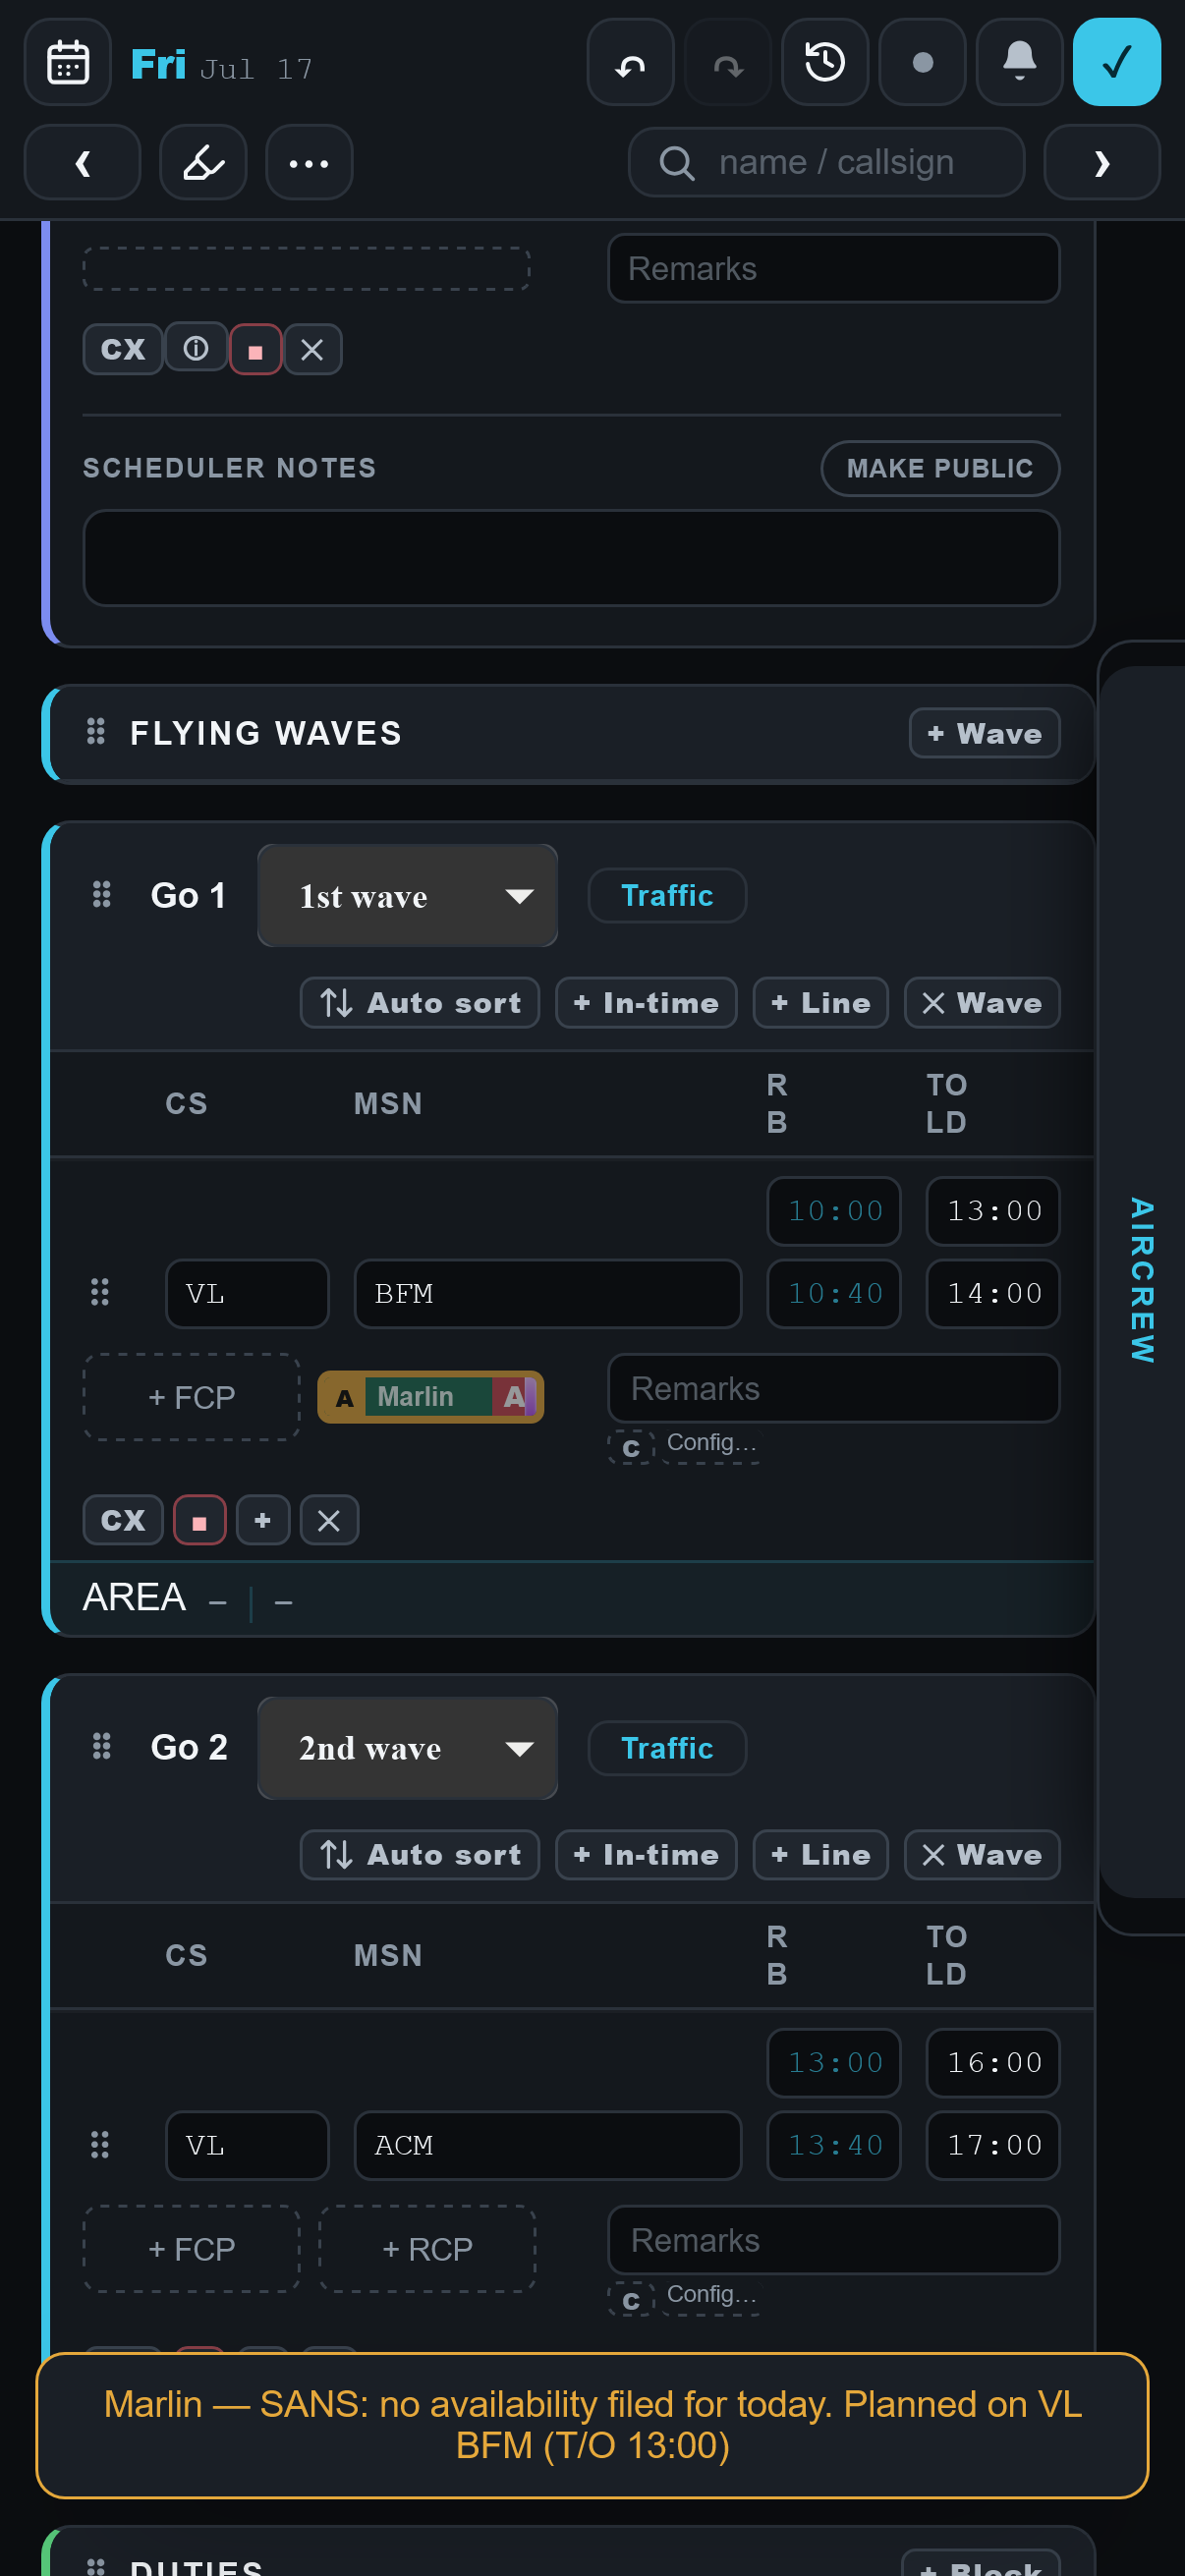 Fri Jul 17
name / callsign
Remarks
CX
SCHEDULER NOTES
MAKE PUBLIC
FLYING WAVES
+ Wave
Go 1
1st wave
Traffic
Auto sort
+ In-time
+ Line
× Wave
CS
MSN
R
B
TO
LD
10:00
13:00
VL
BFM
10:40
14:00
+ FCP
A Marlin A
Remarks
C Config...
CX
+
AREA – | –
AIRCREW
Go 2
2nd wave
Traffic
Auto sort
+ In-time
+ Line
× Wave
CS
MSN
R
B
TO
LD
13:00
16:00
VL
ACM
13:40
17:00
+ FCP
+ RCP
Remarks
C Config...
Marlin — SANS: no availability filed for today. Planned on VL
BFM (T/O 13:00)
DUTIES
+ Block